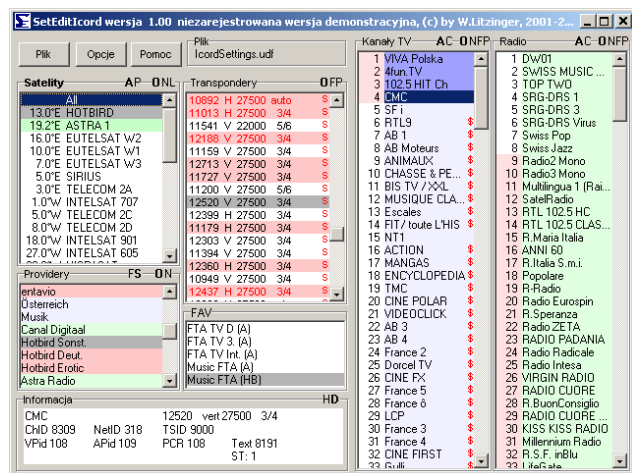 SetEditIcord wersja 1.00 niezarejestrowana wersja demonstracyjna, (c) by W.Litzinger, 2001-2...
Plik
Opcje
Pomoc
Plik
IcordSettings.udf
Satelity AP ONL
All
13.0°E HOTBIRD
19.2°E ASTRA 1
16.0°E EUTELSAT W2
10.0°E EUTELSAT W1
7.0°E EUTELSAT W3
5.0°E SIRIUS
3.0°E TELECOM 2A
1.0°W INTELSAT 707
5.0°W TELECOM 2C
8.0°W TELECOM 2D
18.0°W INTELSAT 901
27.0°W INTELSAT 605
Transpondery OFP
10892 H 27500 auto S
11013 H 27500 3/4 S
11541 V 22000 5/6 S
12188 V 27500 3/4 S
11159 V 27500 3/4 S
12713 V 27500 3/4 S
11727 V 27500 3/4 S
11200 V 27500 5/6 S
12520 V 27500 3/4 S
12399 H 27500 3/4 S
11179 H 27500 3/4 S
12303 V 27500 3/4 S
11394 V 27500 3/4 S
12360 H 27500 3/4 S
10949 V 27500 3/4 S
12437 H 27500 3/4 S
Providery FS ON
entavio
Österreich
Musik
Canal Digitaal
Hotbird Sonst.
Hotbird Deut.
Hotbird Erotic
Astra Radio
FAV
FTA TV D (A)
FTA TV 3. (A)
FTA TV Int. (A)
Music FTA (A)
Music FTA (HB)
Informacja HD
CMC 12520 vert 27500 3/4
ChID 8309 NetID 318 TSID 9000
VPid 108 APid 109 PCR 108 Text 8191
ST: 1
Kanały TV AC ONFP
1 VIVA Polska
2 4fun.TV
3 102.5 HIT Ch
4 CMC
5 SF i
6 RTL9 $
7 AB 1 $
8 AB Moteurs $
9 ANIMAUX $
10 CHASSE & PE... $
11 BIS TV / XXL $
12 MUSIQUE CLA... $
13 Escales $
14 FIT/ toute L'HIS $
15 NT1
16 ACTION $
17 MANGAS $
18 ENCYCLOPEDIA $
19 TMC $
20 CINE POLAR $
21 VIDEOCLICK $
22 AB 3 $
23 AB 4 $
24 France 2 $
25 Dorcel TV $
26 CINE FX $
27 France 5 $
28 France ô $
29 LCP $
30 France 3 $
31 France 4 $
32 CINE FIRST $
33 Gulli $
Radio AC ONFP
1 DW01
2 SWISS MUSIC ...
3 TOP TWO
4 SRG-DRS 1
5 SRG-DRS 3
6 SRG-DRS Virus
7 Swiss Pop
8 Swiss Jazz
9 Radio2 Mono
10 Radio3 Mono
11 Multilingua 1 (Rai...
12 SatelRadio
13 RTL 102.5 HC
14 RTL 102.5 CLAS...
15 R.Maria Italia
16 ANNI 60
17 R.Italia S.m.i.
18 Popolare
19 R-Radio
20 Radio Eurospin
21 R.Speranza
22 Radio ZETA
23 RADIO PADANIA
24 Radio Radicale
25 Radio Intesa
26 VIRGIN RADIO
27 RADIO CUORE
28 R.BuonConsiglio
29 RADIO CUORE ...
30 KISS KISS RADIO
31 Millennium Radio
32 R.S.F. inBlu
33 LifeGate